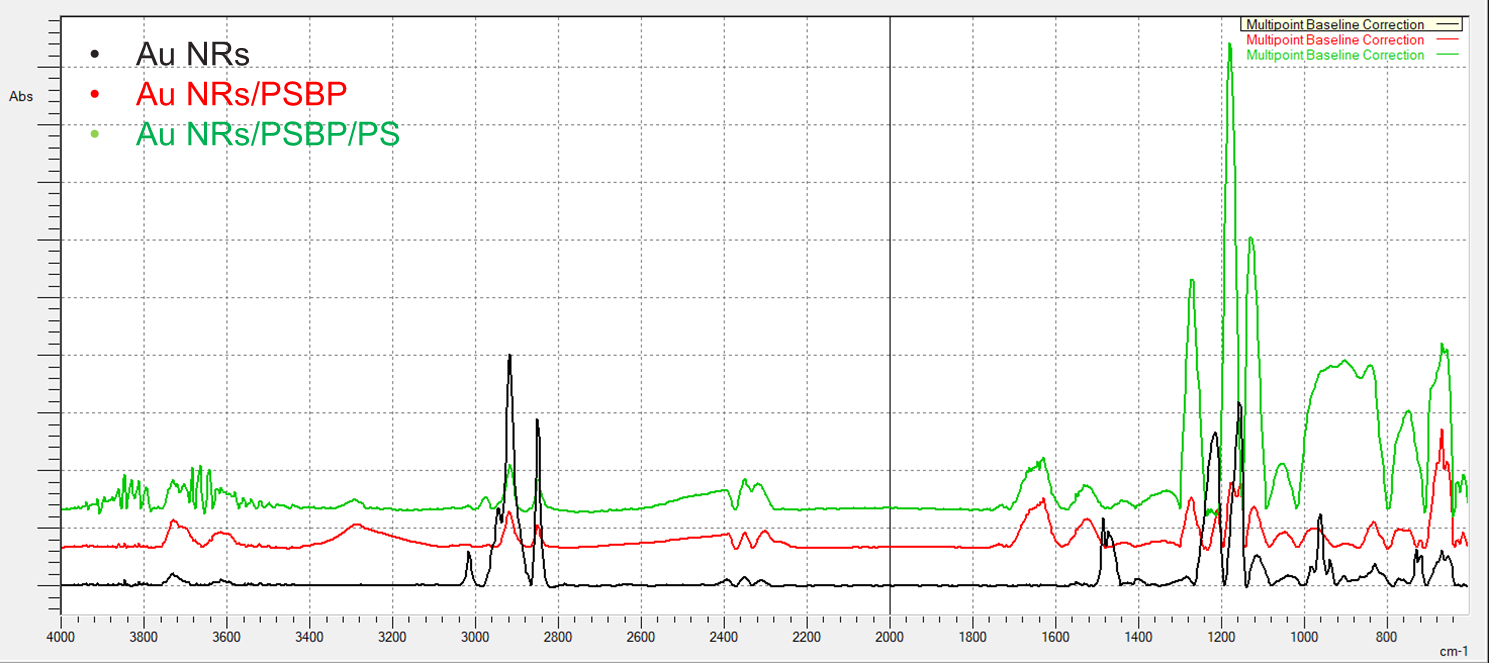 Multipoint Baseline Correction
Multipoint Baseline Correction
Multipoint Baseline Correction
• Au NRs
• Au NRs/PSBP
• Au NRs/PSBP/PS
Abs
4000 3800 3600 3400 3200 3000 2800 2600 2400 2200 2000 1800 1600 1400 1200 1000 800
cm-1